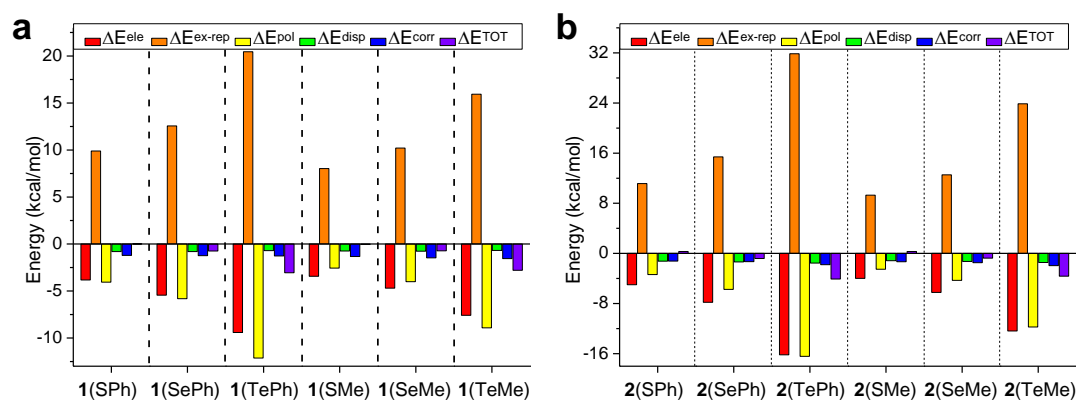 a
ΔEele ΔEex-rep ΔEpol ΔEdisp ΔEcorr ΔETOT
Energy (kcal/mol)
20
15
10
5
0
-5
-10
1(SPh) 1(SePh) 1(TePh) 1(SMe) 1(SeMe) 1(TeMe)
b
ΔEele ΔEex-rep ΔEpol ΔEdisp ΔEcorr ΔETOT
Energy (kcal/mol)
32
24
16
8
0
-8
-16
2(SPh) 2(SePh) 2(TePh) 2(SMe) 2(SeMe) 2(TeMe)